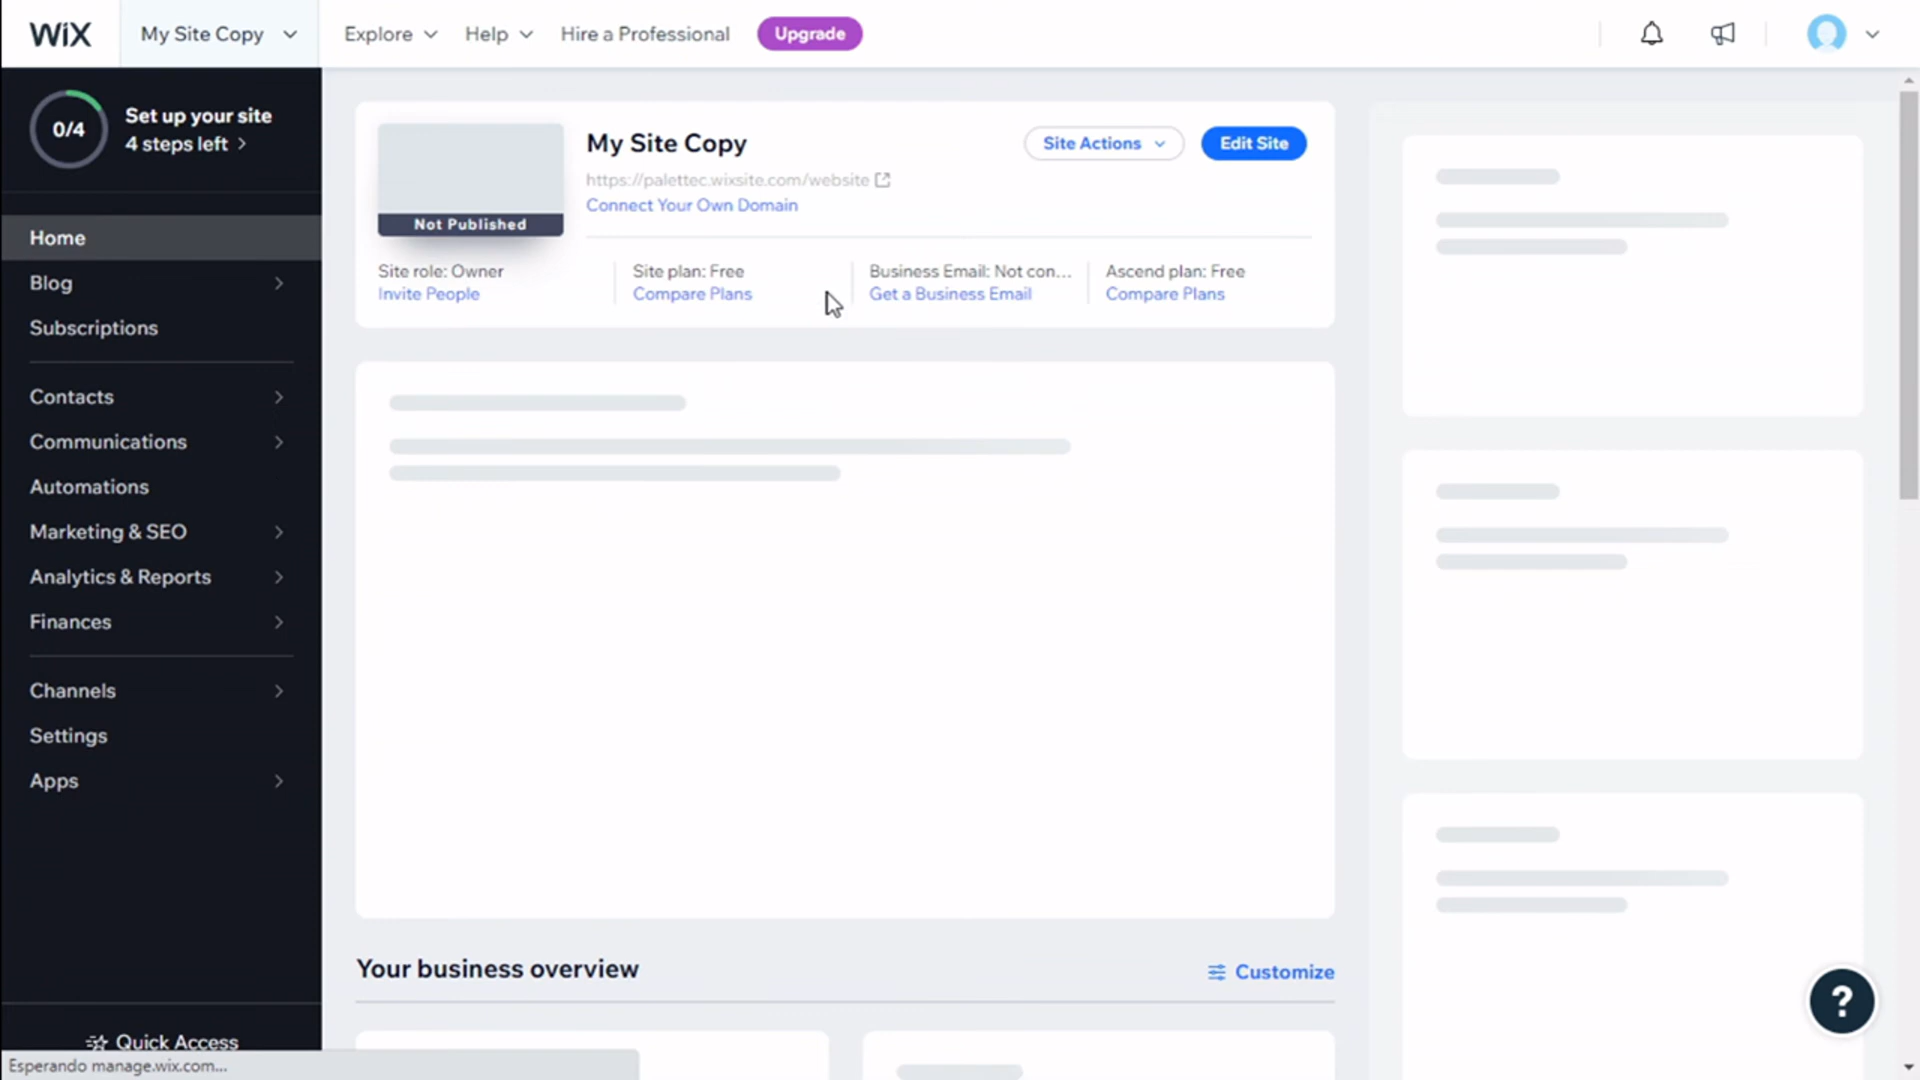 WiX
My Site Copy
Explore
Help
Hire a Professional
Upgrade
0/4
Set up your site
4 steps left >
Home
Blog
Subscriptions
Contacts
Communications
Automations
Marketing & SEO
Analytics & Reports
Finances
Channels
Settings
Apps
Quick Access
Esperando manage.wix.com...
Not Published
My Site Copy
https://palettec.wixsite.com/website
Connect Your Own Domain
Site Actions
Edit Site
Site role: Owner
Invite People
Site plan: Free
Compare Plans
Business Email: Not con...
Get a Business Email
Ascend plan: Free
Compare Plans
Your business overview
Customize
?